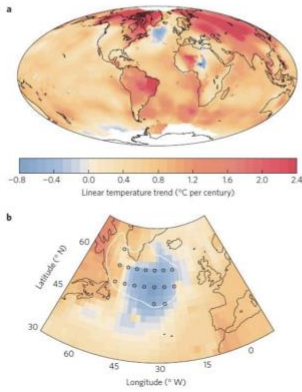 a
−0.8 −0.4 0.0 0.4 0.8 1.2 1.6 2.0 2.4
Linear temperature trend (°C per century)
b
Latitude (° N)
60
45
30
60 45 30 15 0
Longitude (° W)